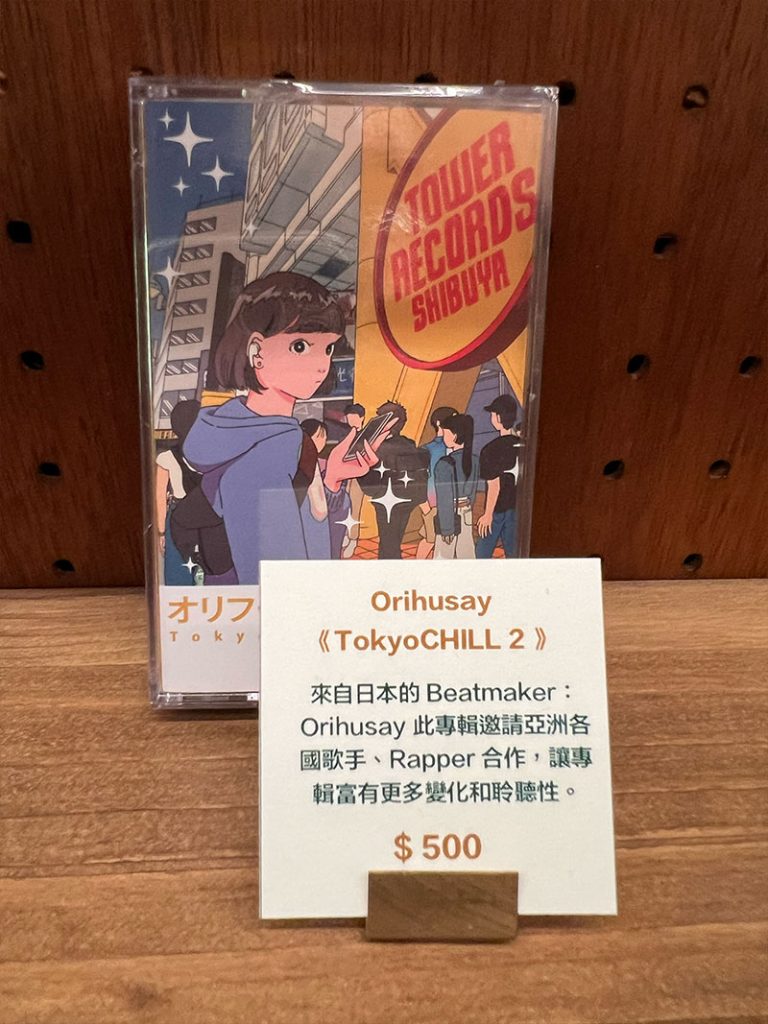 TOWER
RECORDS
SHIBUYA
オリフ
Toky
Orihusay
《TokyoCHILL 2 》
來自日本的 Beatmaker：
Orihusay 此專輯邀請亞洲各
國歌手、Rapper 合作，讓專
輯富有更多變化和聆聽性。
$ 500